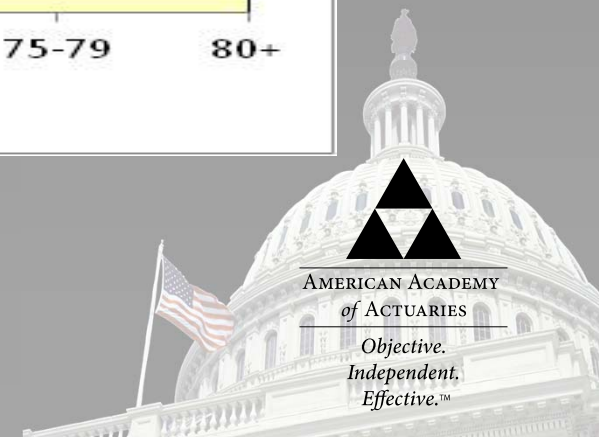 75-79 80+
AMERICAN ACADEMY
of ACTUARIES
Objective.
Independent.
Effective.™